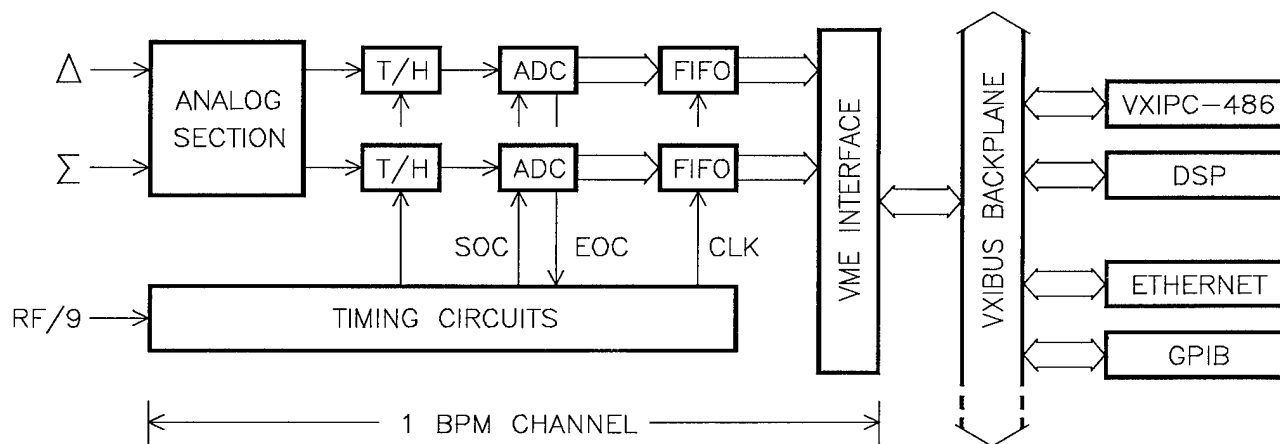 Δ
ANALOG
SECTION
T/H
ADC
FIFO
Σ
T/H
ADC
FIFO
SOC
EOC
CLK
RF/9
TIMING CIRCUITS
VME INTERFACE
VXIBUS BACKPLANE
VXIPC-486
DSP
ETHERNET
GPIB
1 BPM CHANNEL